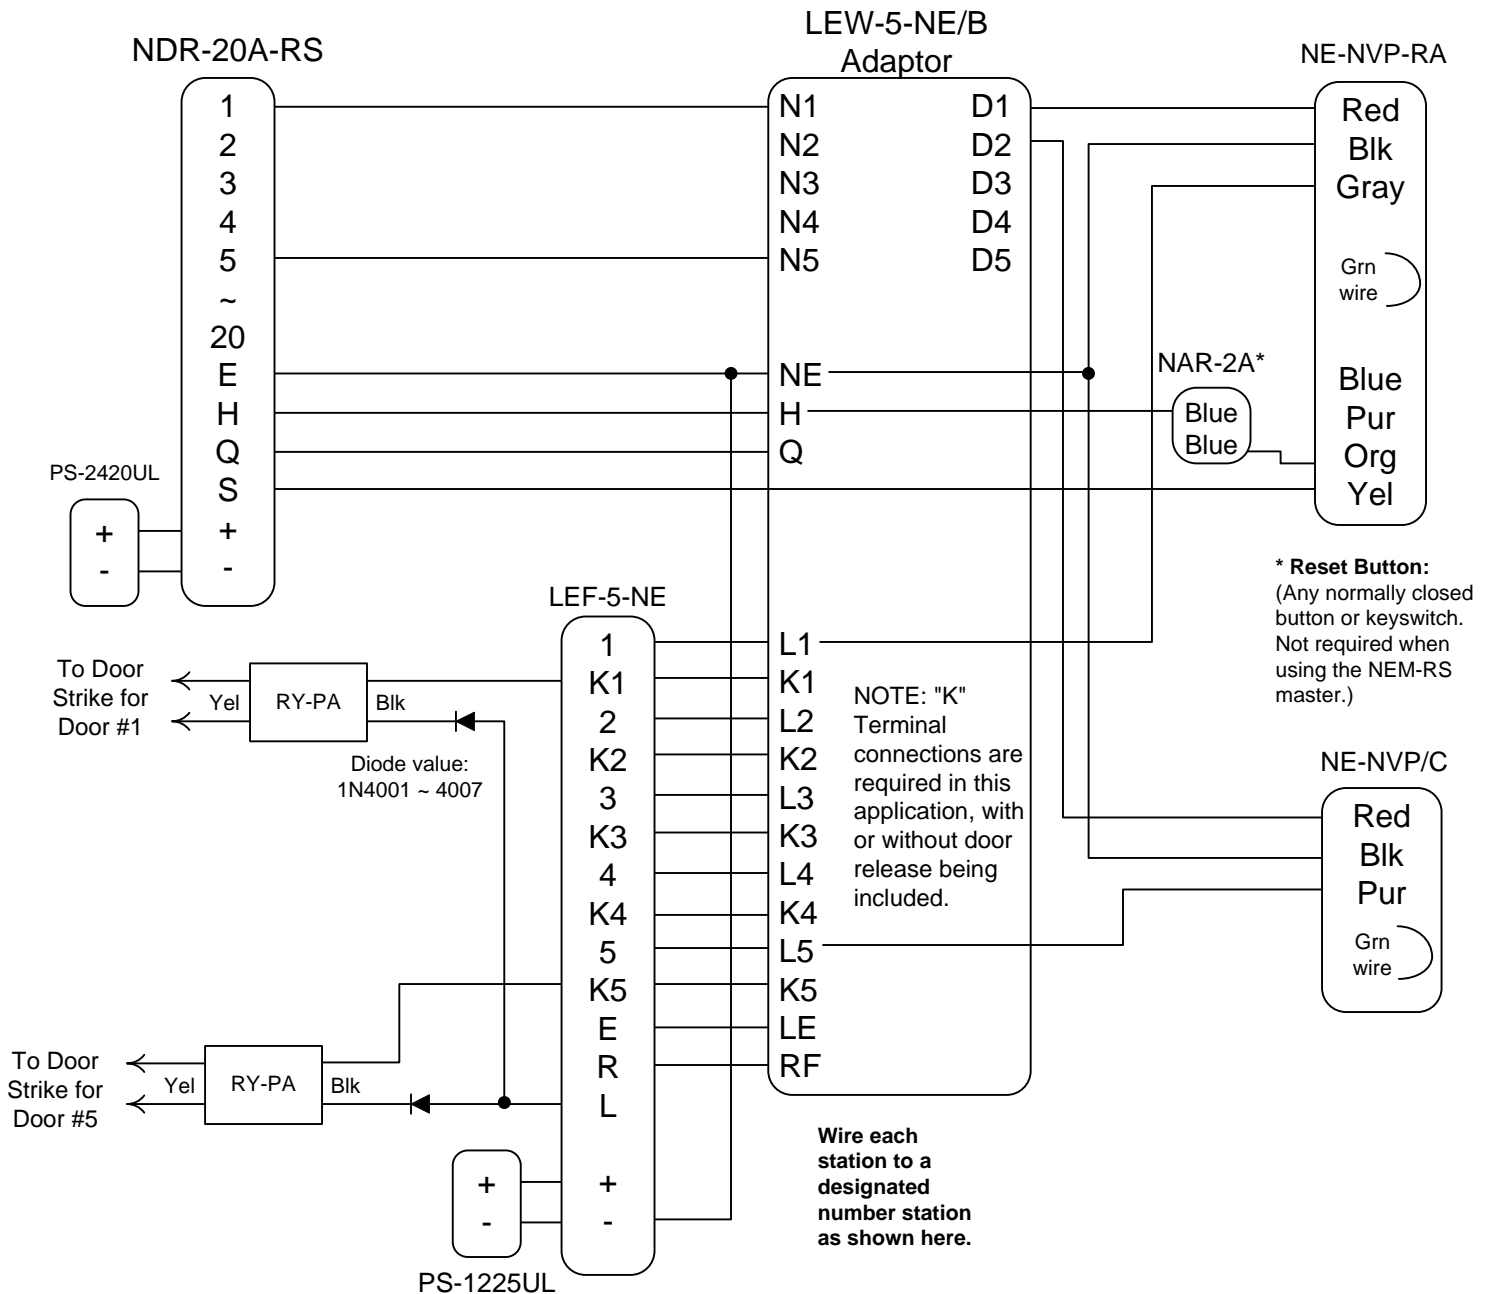 NDR-20A-RS
1
2
3
4
5
~
20
E
H
Q
S
+
-
PS-2420UL
+
-
LEW-5-NE/B
Adaptor
N1
N2
N3
N4
N5
NE
H
Q
D1
D2
D3
D4
D5
L1
K1
L2
K2
L3
K3
L4
K4
L5
K5
LE
RF
NOTE: "K"
Terminal
connections are
required in this
application, with
or without door
release being
included.
NE-NVP-RA
Red
Blk
Gray
Grn
wire
Blue
Pur
Org
Yel
NAR-2A*
Blue
Blue
* Reset Button:
(Any normally closed
button or keyswitch.
Not required when
using the NEM-RS
master.)
LEF-5-NE
1
K1
2
K2
3
K3
4
K4
5
K5
E
R
L
+
-
To Door
Strike for
Door #1
Yel
RY-PA
Blk
Diode value:
1N4001 ~ 4007
NE-NVP/C
Red
Blk
Pur
Grn
wire
To Door
Strike for
Door #5
Yel
RY-PA
Blk
+
-
PS-1225UL
Wire each
station to a
designated
number station
as shown here.